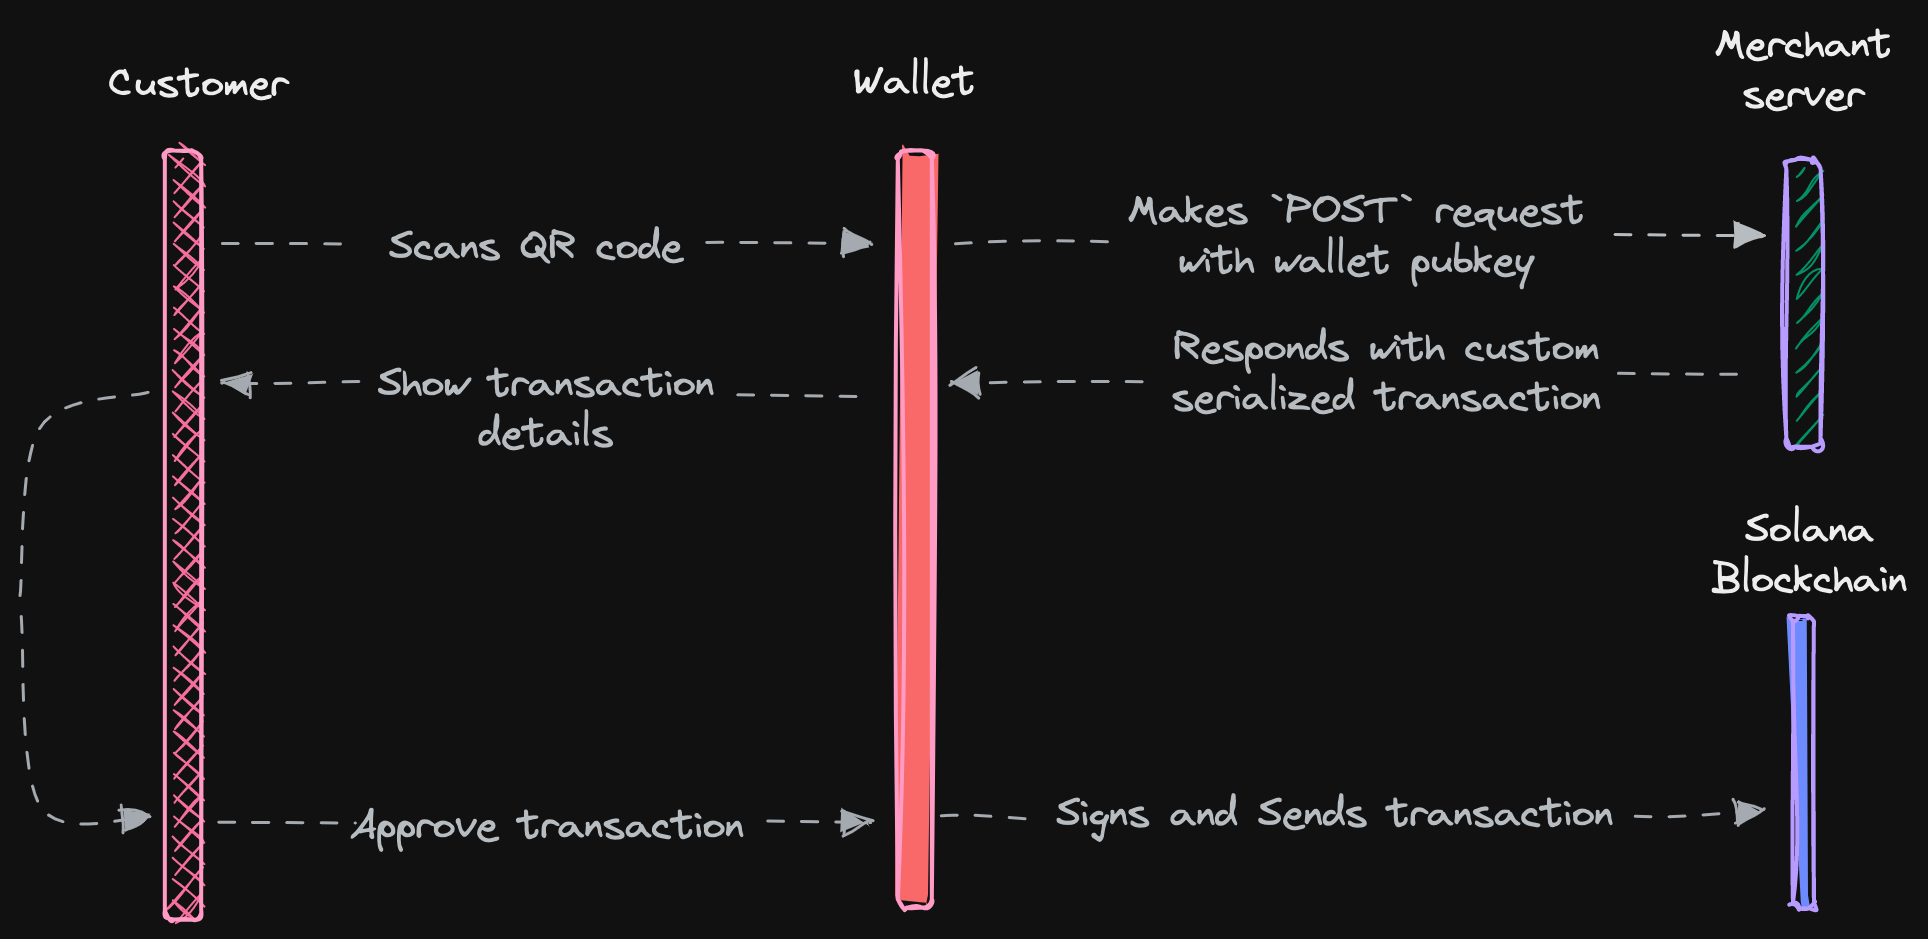 Customer
Wallet
Merchant
server
Scans QR code
Makes `POST` request
with wallet pubkey
Show transaction
details
Responds with custom
serialized transaction
Solana
Blockchain
Approve transaction
Signs and Sends transaction